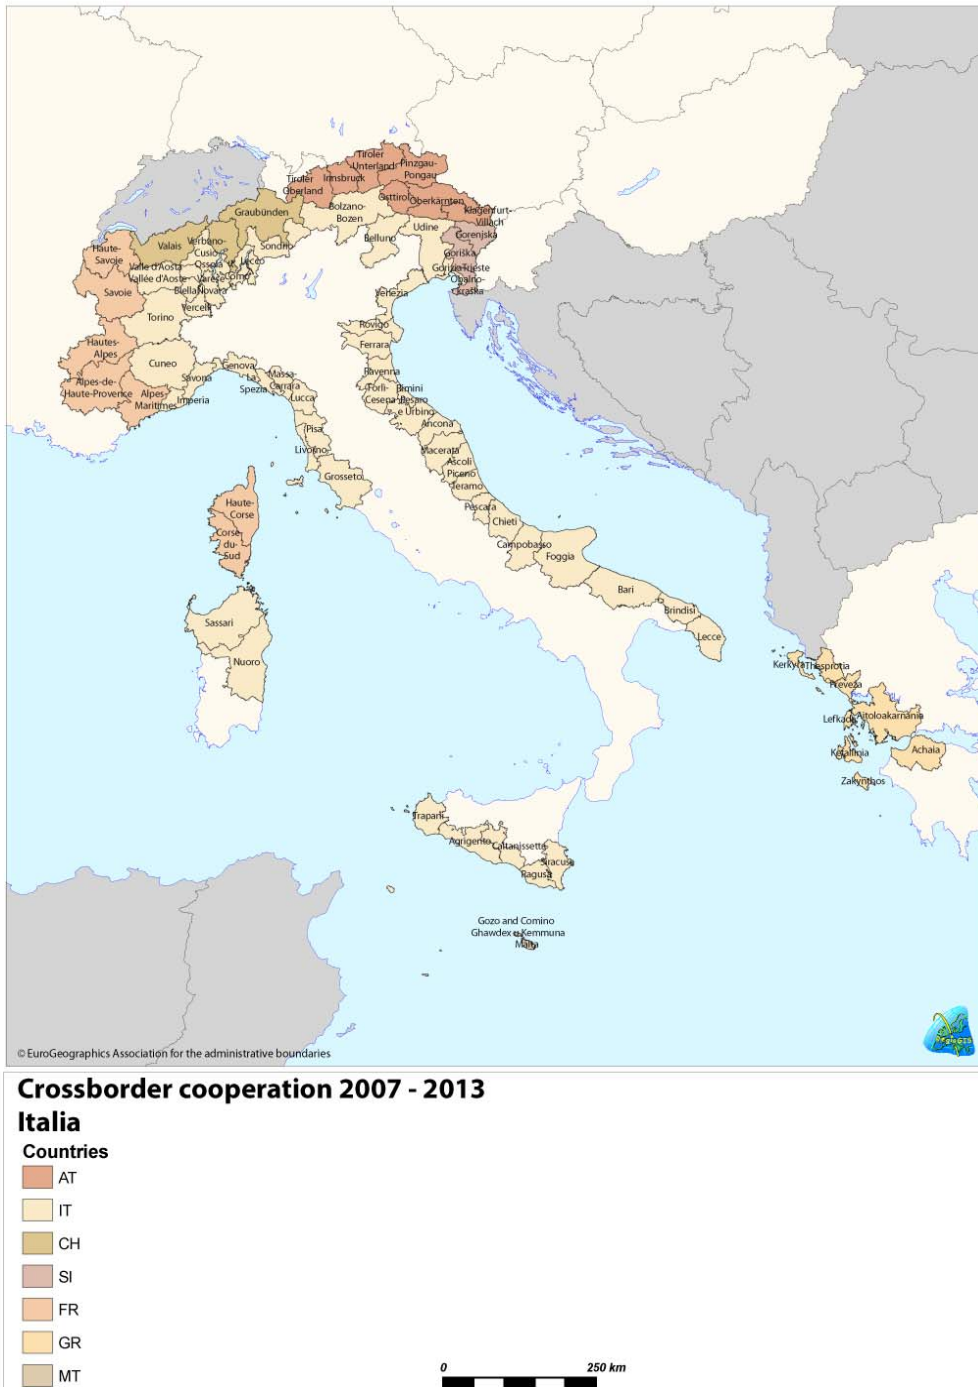 Tiroler
Unterland
Pinzgau-
Pongau
Tiroler
Oberland
Innsbruck
Osttirol
Oberkärnten
Klagenfurt-
Villach
Graubünden
Bolzano-
Bozen
Udine
Gorenjska
Goriška
Belluno
Valais
Verbano-
Cusio-
Ossola
Sondrio
Lecco
Como
Varese
Haute-
Savoie
Savoie
Valle d'Aosta
Vallée d'Aoste
Biella
Novara
Vercelli
Gorizia
Trieste
Obalno-
kraška
Venezia
Torino
Rovigo
Ferrara
Hautes-
Alpes
Cuneo
Genova
Savona
La
Spezia
Massa-
Carrara
Lucca
Ravenna
Forlì-
Cesena
Rimini
Pesaro
e Urbino
Alpes-de-
Haute-Provence
Alpes-
Maritimes
Imperia
Ancona
Pisa
Livorno
Macerata
Ascoli
Piceno
Teramo
Grosseto
Pescara
Chieti
Haute-
Corse
Corse-
du-
Sud
Campobasso
Foggia
Bari
Brindisi
Lecce
Sassari
Nuoro
Kerkyra
Thesprotia
Preveza
Lefkada
Aitoloakarnania
Kefallinia
Achaia
Zakynthos
Trapani
Agrigento
Caltanissetta
Siracusa
Ragusa
Gozo and Comino
Ghawdex u Kemmuna
Malta
© EuroGeographics Association for the administrative boundaries
Crossborder cooperation 2007 - 2013
Italia
Countries
AT
IT
CH
SI
FR
GR
MT
0 250 km